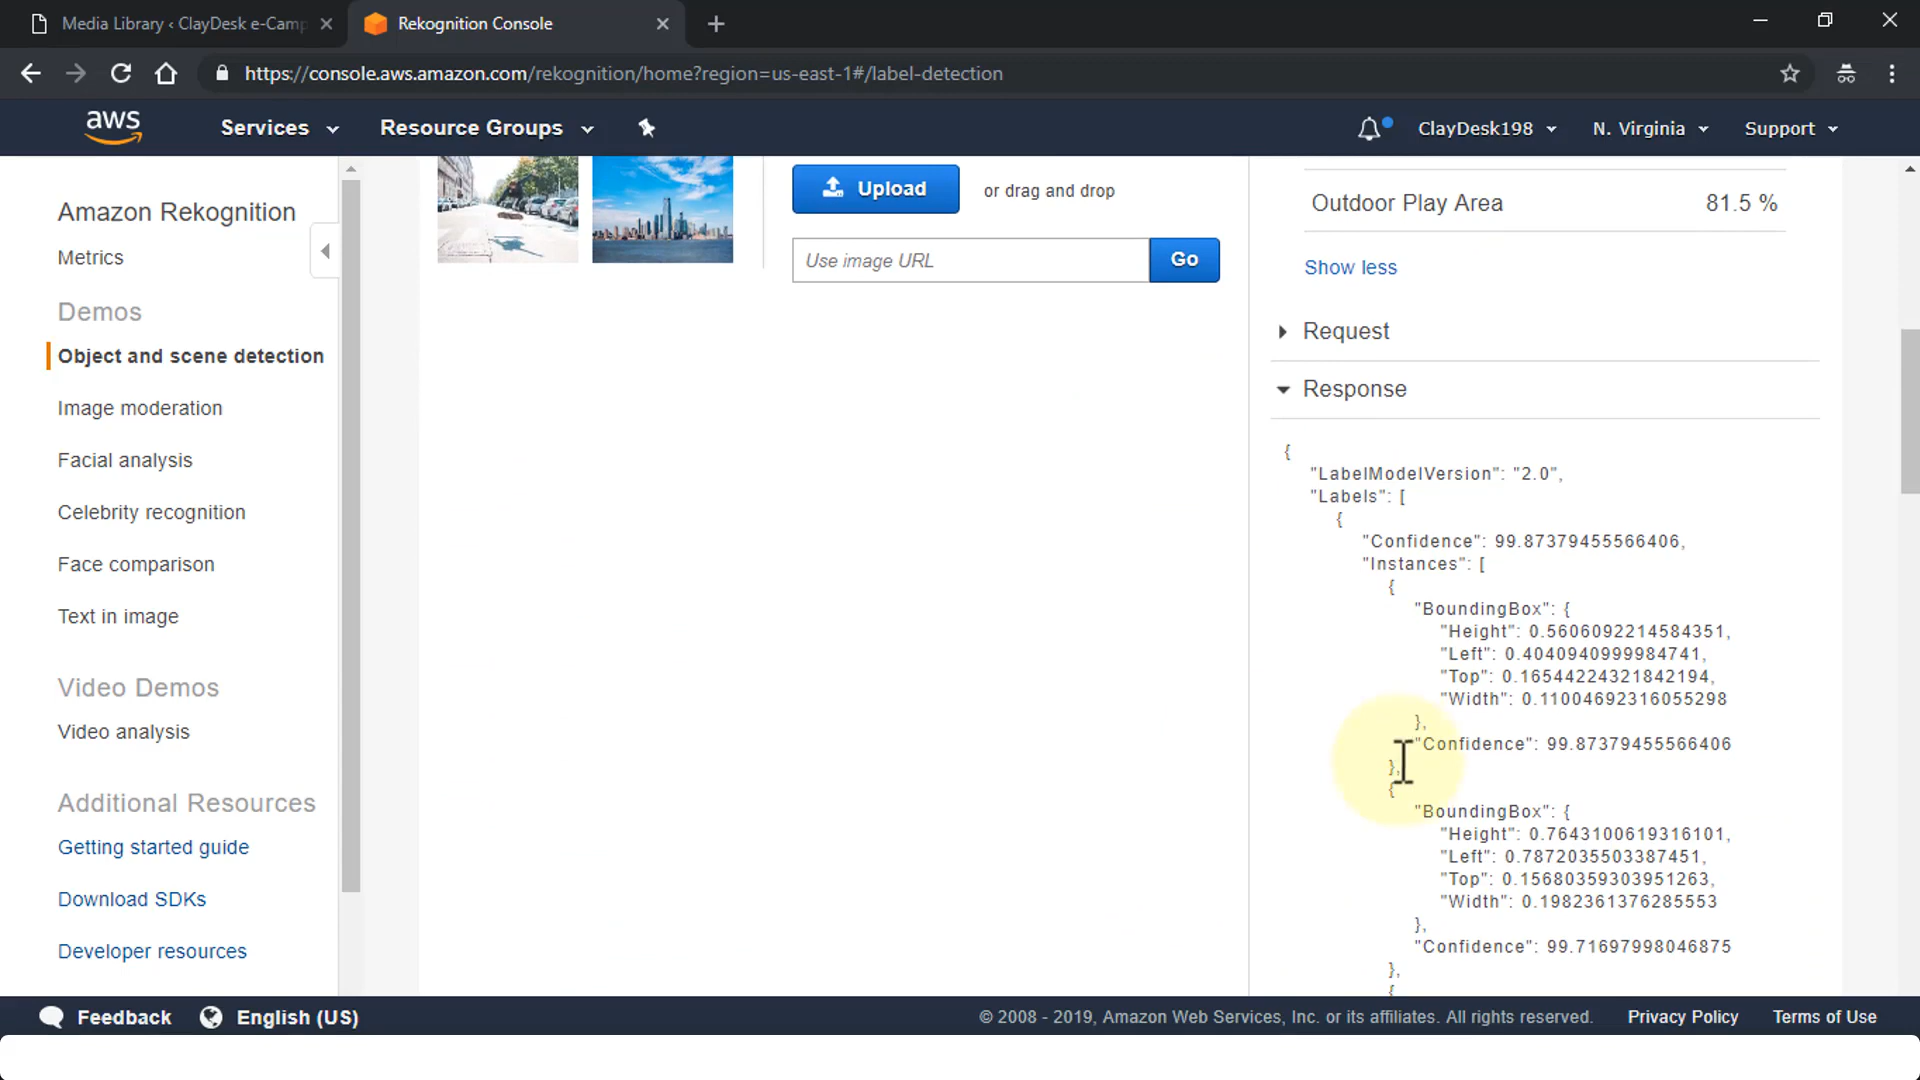 Media Library ‹ ClayDesk e-Camp
Rekognition Console
https://console.aws.amazon.com/rekognition/home?region=us-east-1#/label-detection
aws
Services
Resource Groups
ClayDesk198
N. Virginia
Support
Amazon Rekognition
Metrics
Demos
Object and scene detection
Image moderation
Facial analysis
Celebrity recognition
Face comparison
Text in image
Video Demos
Video analysis
Additional Resources
Getting started guide
Download SDKs
Developer resources
Upload or drag and drop
Use image URL
Go
Outdoor Play Area 81.5 %
Show less
Request
Response
{
"LabelModelVersion": "2.0",
"Labels": [
{
"Confidence": 99.87379455566406,
"Instances": [
{
"BoundingBox": {
"Height": 0.5606092214584351,
"Left": 0.4040940999984741,
"Top": 0.16544224321842194,
"Width": 0.11004692316055298
},
"Confidence": 99.87379455566406
},
{
"BoundingBox": {
"Height": 0.7643100619316101,
"Left": 0.7872035503387451,
"Top": 0.15680359303951263,
"Width": 0.1982361376285553
},
"Confidence": 99.71697998046875
},
{
Feedback
English (US)
© 2008 - 2019, Amazon Web Services, Inc. or its affiliates. All rights reserved.
Privacy Policy
Terms of Use